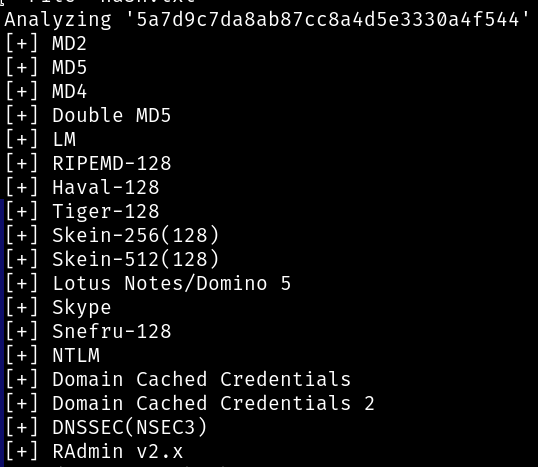 Analyzing '5a7d9c7da8ab87cc8a4d5e3330a4f544'
[+] MD2
[+] MD5
[+] MD4
[+] Double MD5
[+] LM
[+] RIPEMD-128
[+] Haval-128
[+] Tiger-128
[+] Skein-256(128)
[+] Skein-512(128)
[+] Lotus Notes/Domino 5
[+] Skype
[+] Snefru-128
[+] NTLM
[+] Domain Cached Credentials
[+] Domain Cached Credentials 2
[+] DNSSEC(NSEC3)
[+] RAdmin v2.x